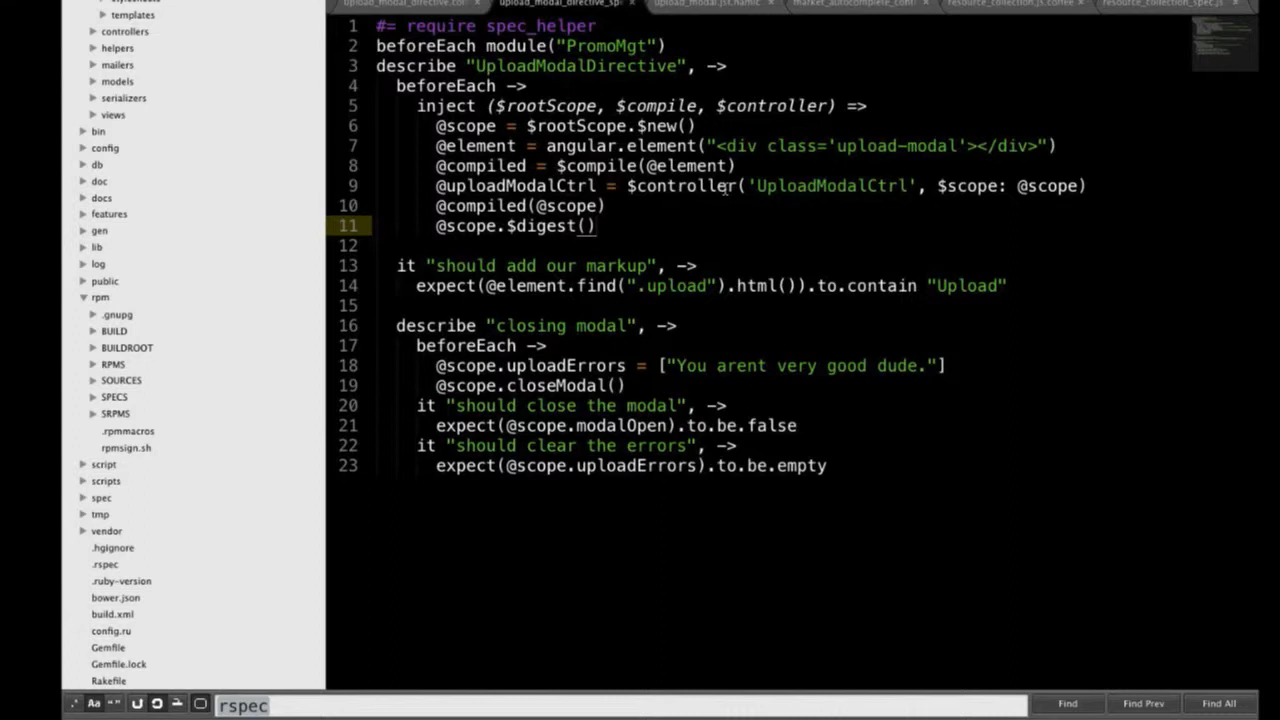 templates
controllers
helpers
mailers
models
serializers
views
bin
config
db
doc
docs
features
gen
lib
log
public
rpm
.gnupg
BUILD
BUILDROOT
RPMS
SOURCES
SPECS
SRPMS
.rpmmacros
rpmsign.sh
script
scripts
spec
tmp
vendor
.hgignore
.rspec
.ruby-version
bower.json
build.xml
config.ru
Gemfile
Gemfile.lock
Rakefile
1 #= require spec_helper
2 beforeEach module("PromoMgt")
3 describe "UploadModalDirective", ->
4 beforeEach ->
5 inject ($rootScope, $compile, $controller) =>
6 @scope = $rootScope.$new()
7 @element = angular.element("<div class='upload-modal'></div>")
8 @compiled = $compile(@element)
9 @uploadModalCtrl = $controller('UploadModalCtrl', $scope: @scope)
10 @compiled(@scope)
11 @scope.$digest()
12
13 it "should add our markup", ->
14 expect(@element.find(".upload").html()).to.contain "Upload"
15
16 describe "closing modal", ->
17 beforeEach ->
18 @scope.uploadErrors = ["You arent very good dude."]
19 @scope.closeModal()
20 it "should close the modal", ->
21 expect(@scope.modalOpen).to.be.false
22 it "should clear the errors", ->
23 expect(@scope.uploadErrors).to.be.empty
.* Aa "" rspec Find Find Prev Find All